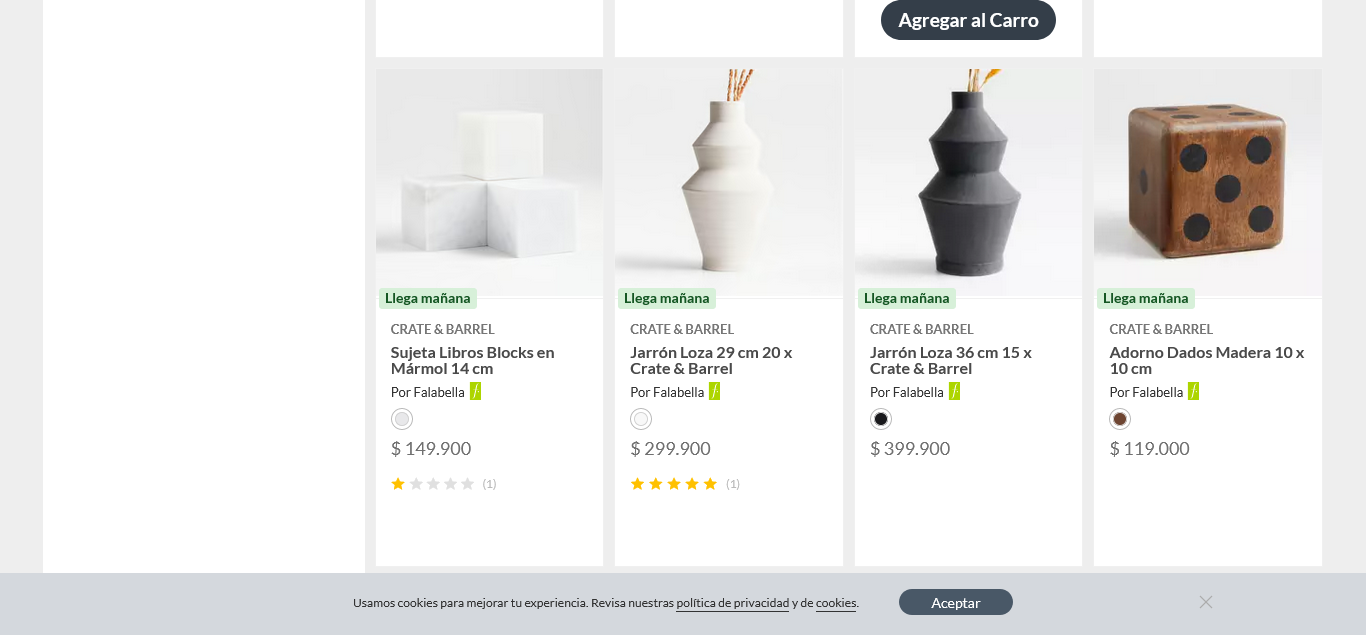 Agregar al Carro
Llega mañana
CRATE & BARREL
Sujeta Libros Blocks en
Mármol 14 cm
Por Falabella
$ 149.900
(1)
Llega mañana
CRATE & BARREL
Jarrón Loza 29 cm 20 x
Crate & Barrel
Por Falabella
$ 299.900
(1)
Llega mañana
CRATE & BARREL
Jarrón Loza 36 cm 15 x
Crate & Barrel
Por Falabella
$ 399.900
Llega mañana
CRATE & BARREL
Adorno Dados Madera 10 x
10 cm
Por Falabella
$ 119.000
Usamos cookies para mejorar tu experiencia. Revisa nuestras política de privacidad y de cookies.
Aceptar